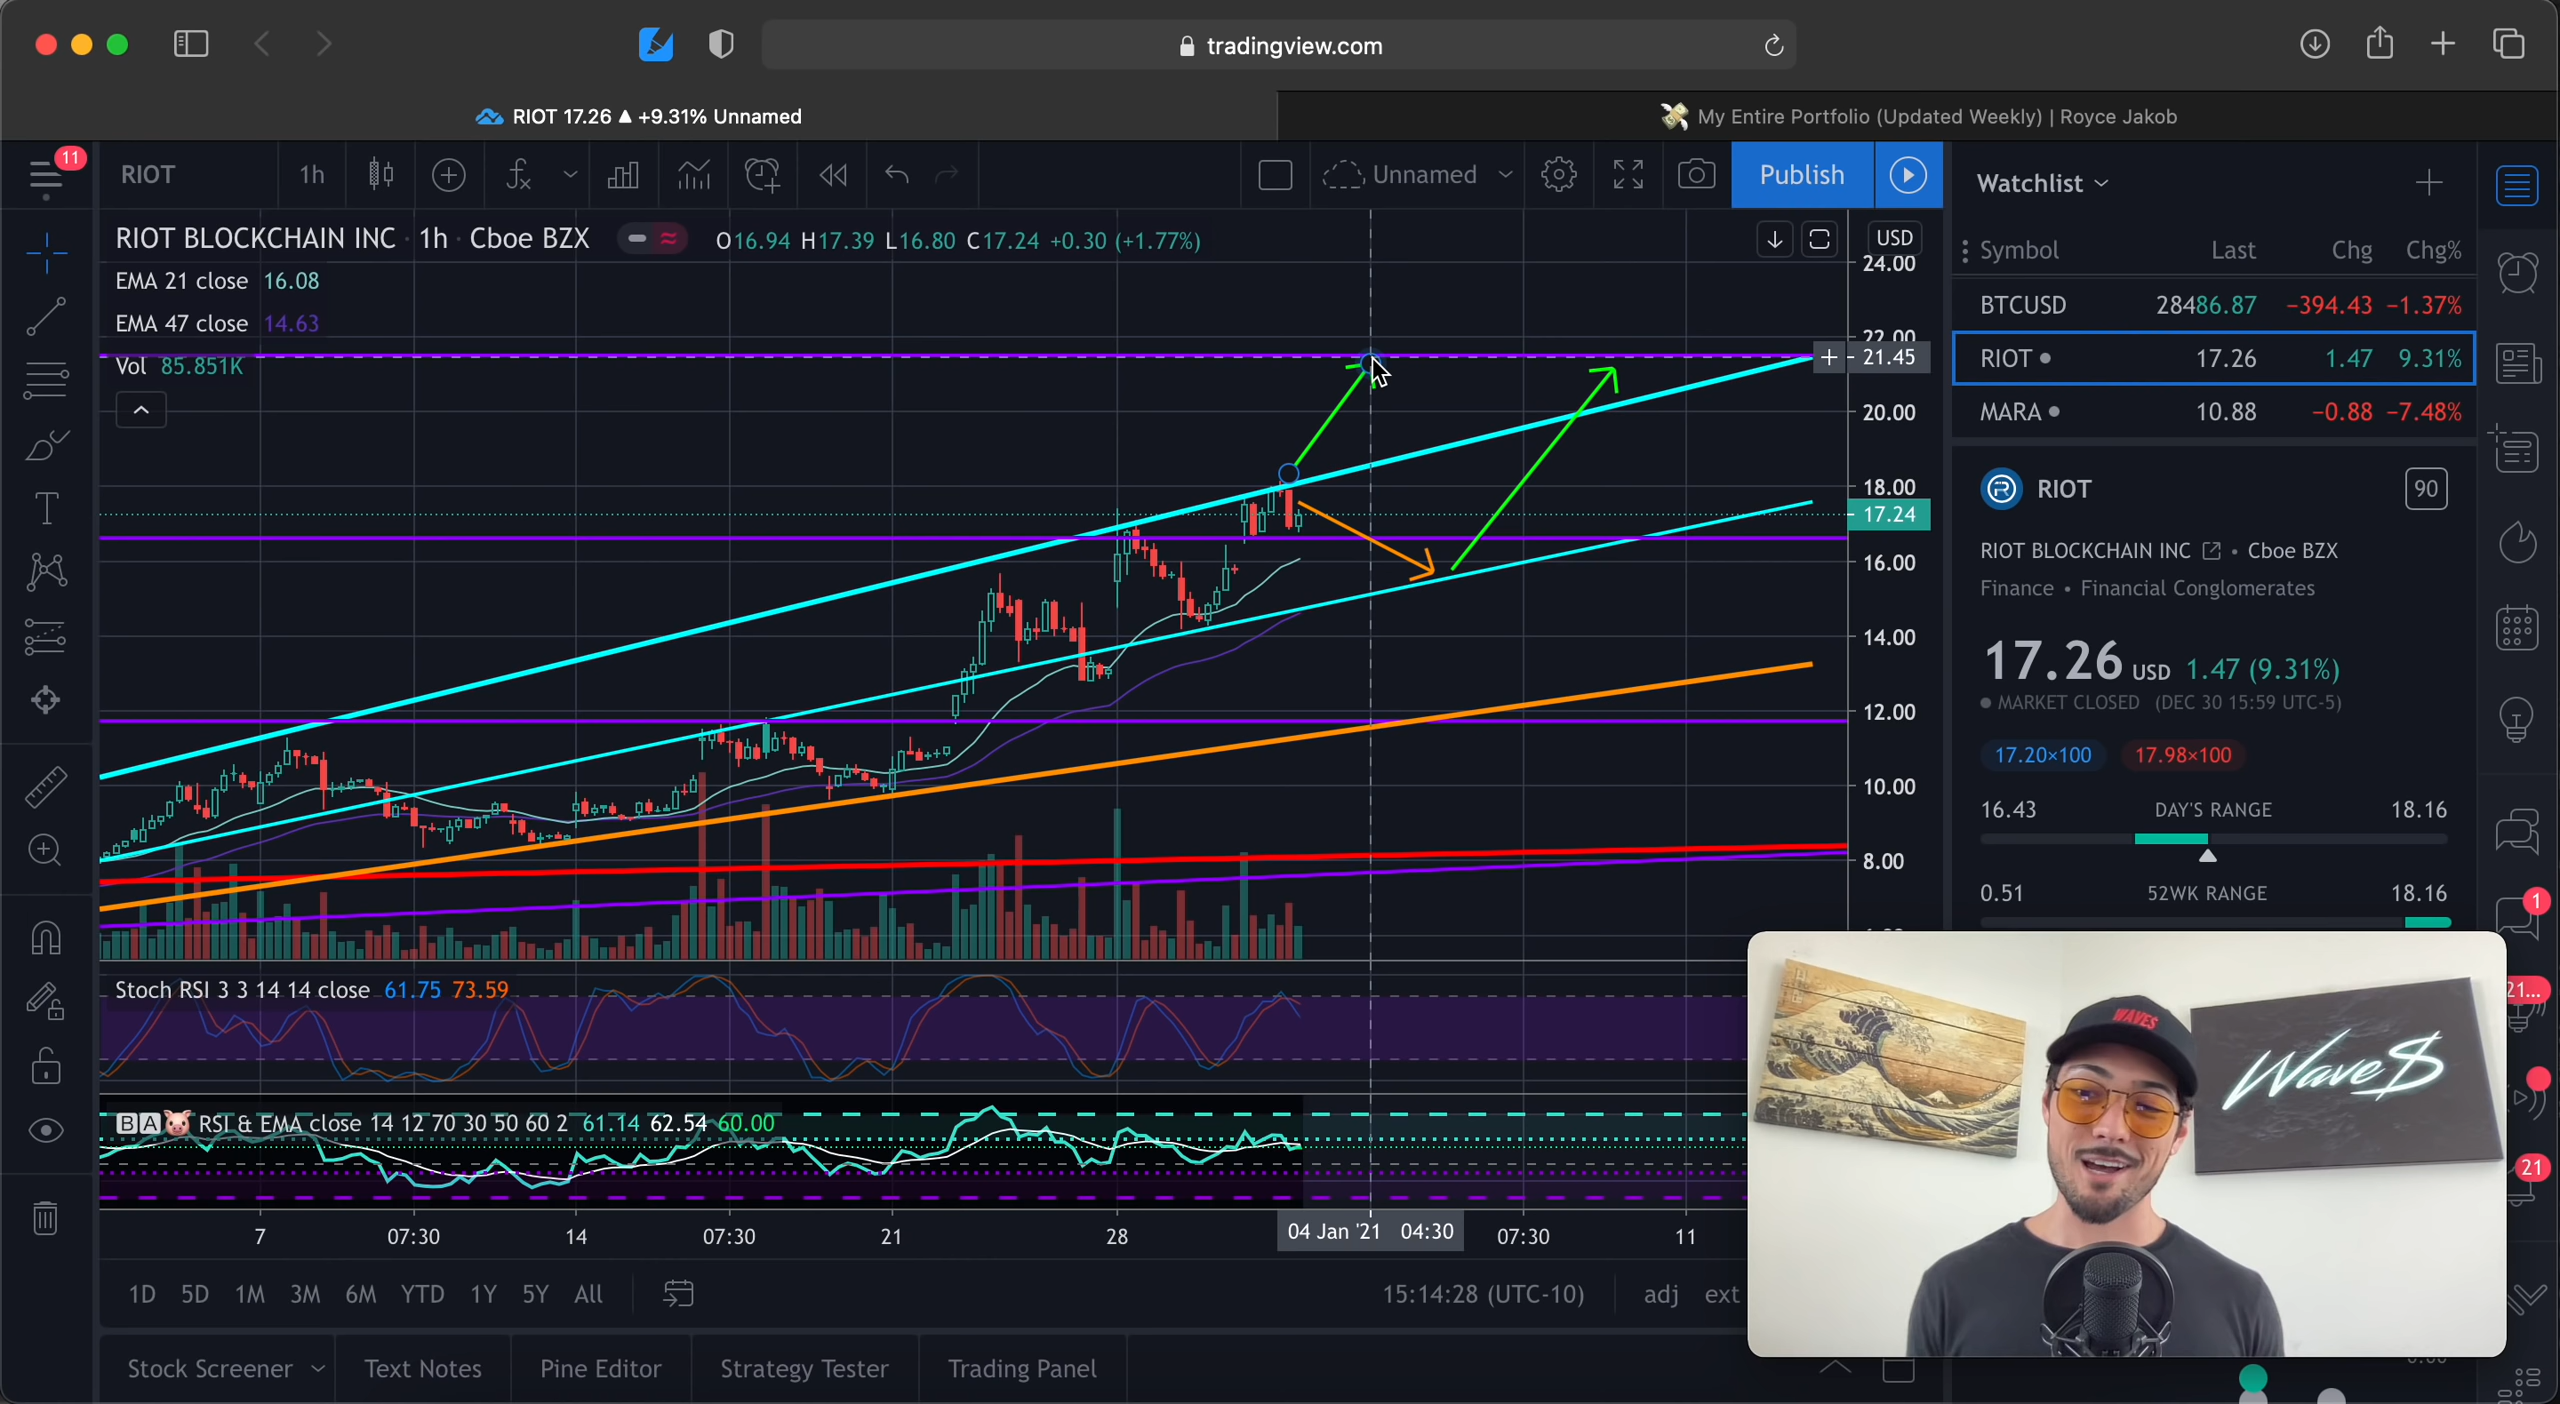 tradingview.com
RIOT 17.26 ▲ +9.31% Unnamed
My Entire Portfolio (Updated Weekly) | Royce Jakob
11
RIOT
1h
Unnamed
Publish
Watchlist
RIOT BLOCKCHAIN INC · 1h · Cboe BZX
O16.94 H17.39 L16.80 C17.24 +0.30 (+1.77%)
EMA 21 close 16.08
EMA 47 close 14.63
Vol 85.851K
USD
24.00
22.00
21.45
20.00
18.00
17.24
16.00
14.00
12.00
10.00
8.00
Symbol Last Chg Chg%
BTCUSD 28486.87 −394.43 −1.37%
RIOT 17.26 1.47 9.31%
MARA 10.88 −0.88 −7.48%
RIOT
90
RIOT BLOCKCHAIN INC • Cboe BZX
Finance • Financial Conglomerates
17.26 USD 1.47 (9.31%)
MARKET CLOSED (DEC 30 15:59 UTC-5)
17.20×100 17.98×100
16.43 DAY'S RANGE 18.16
0.51 52WK RANGE 18.16
1
21...
21
Stoch RSI 3 3 14 14 close 61.75 73.59
BA RSI & EMA close 14 12 70 30 50 60 2 61.14 62.54 60.00
7 07:30 14 07:30 21 28 04 Jan '21 04:30 07:30 11
1D 5D 1M 3M 6M YTD 1Y 5Y All
15:14:28 (UTC-10) adj ext
Stock Screener Text Notes Pine Editor Strategy Tester Trading Panel
WAVE$
Wave$